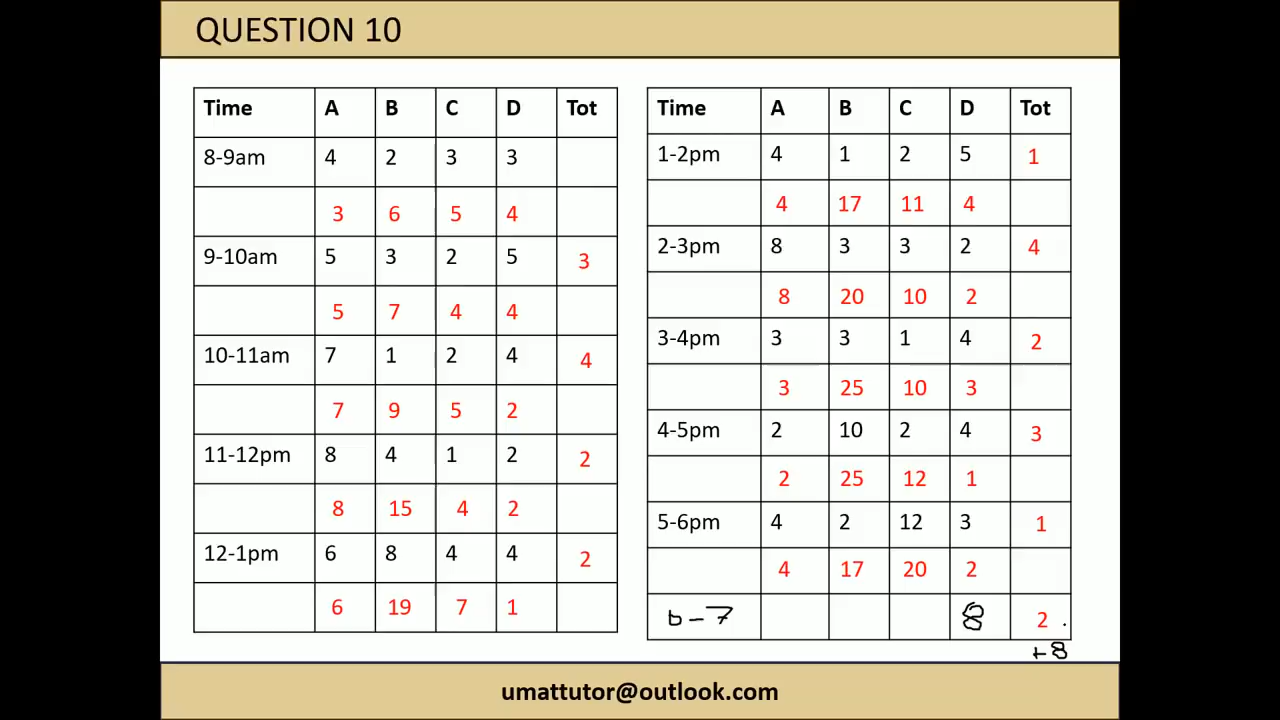 QUESTION 10
Time A B C D Tot
8-9am 4 2 3 3
3 6 5 4
9-10am 5 3 2 5 3
5 7 4 4
10-11am 7 1 2 4 4
7 9 5 2
11-12pm 8 4 1 2 2
8 15 4 2
12-1pm 6 8 4 4 2
6 19 7 1
Time A B C D Tot
1-2pm 4 1 2 5 1
4 17 11 4
2-3pm 8 3 3 2 4
8 20 10 2
3-4pm 3 3 1 4 2
3 25 10 3
4-5pm 2 10 2 4 3
2 25 12 1
5-6pm 4 2 12 3 1
4 17 20 2
6-7 8 2
+8
umattutor@outlook.com